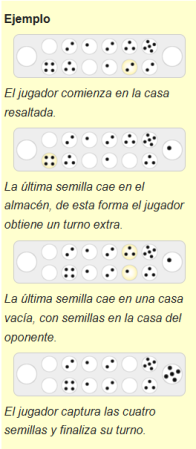 Ejemplo
El jugador comienza en la casa
resaltada.
La última semilla cae en el
almacén, de esta forma el jugador
obtiene un turno extra.
La última semilla cae en una casa
vacía, con semillas en la casa del
oponente.
El jugador captura las cuatro
semillas y finaliza su turno.